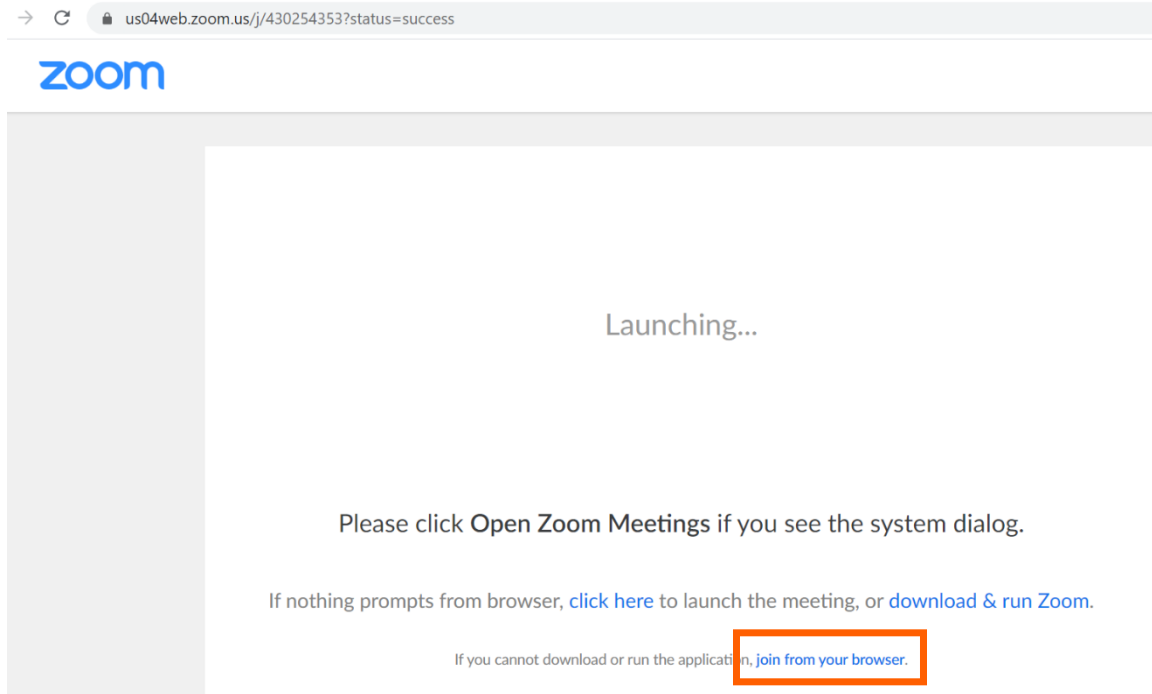 us04web.zoom.us/j/430254353?status=success
zoom
Launching...
Please click Open Zoom Meetings if you see the system dialog.
If nothing prompts from browser, click here to launch the meeting, or download & run Zoom.
If you cannot download or run the application, join from your browser.